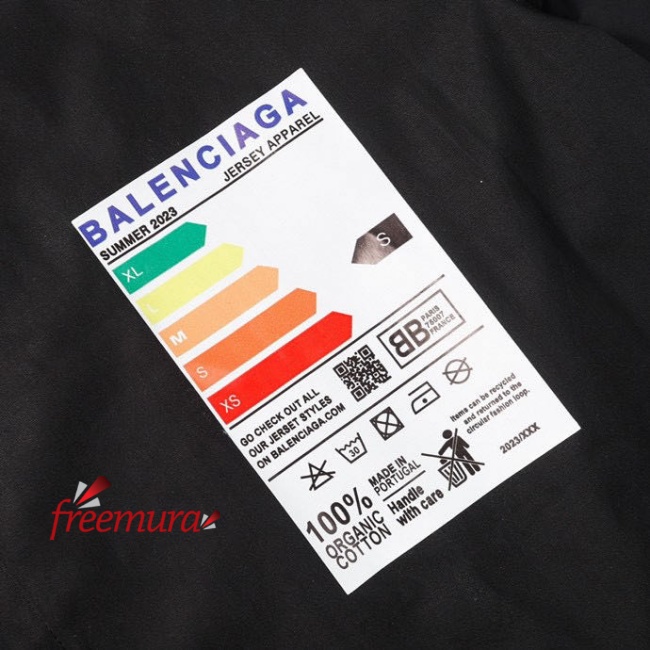 BALENCIAGA
SUMMER 2023
JERSEY APPAREL
XL
L
M
S
XS
S
BB
PARIS
75007
FRANCE
GO CHECK OUT ALL
OUR JERSET STYLES
ON BALENCIAGA.COM
30
Items can be recycled
and returned to the
circular fashion loop.
100%
ORGANIC
COTTON
MADE IN
PORTUGAL
Handle
with care
2023/XXX
freemura